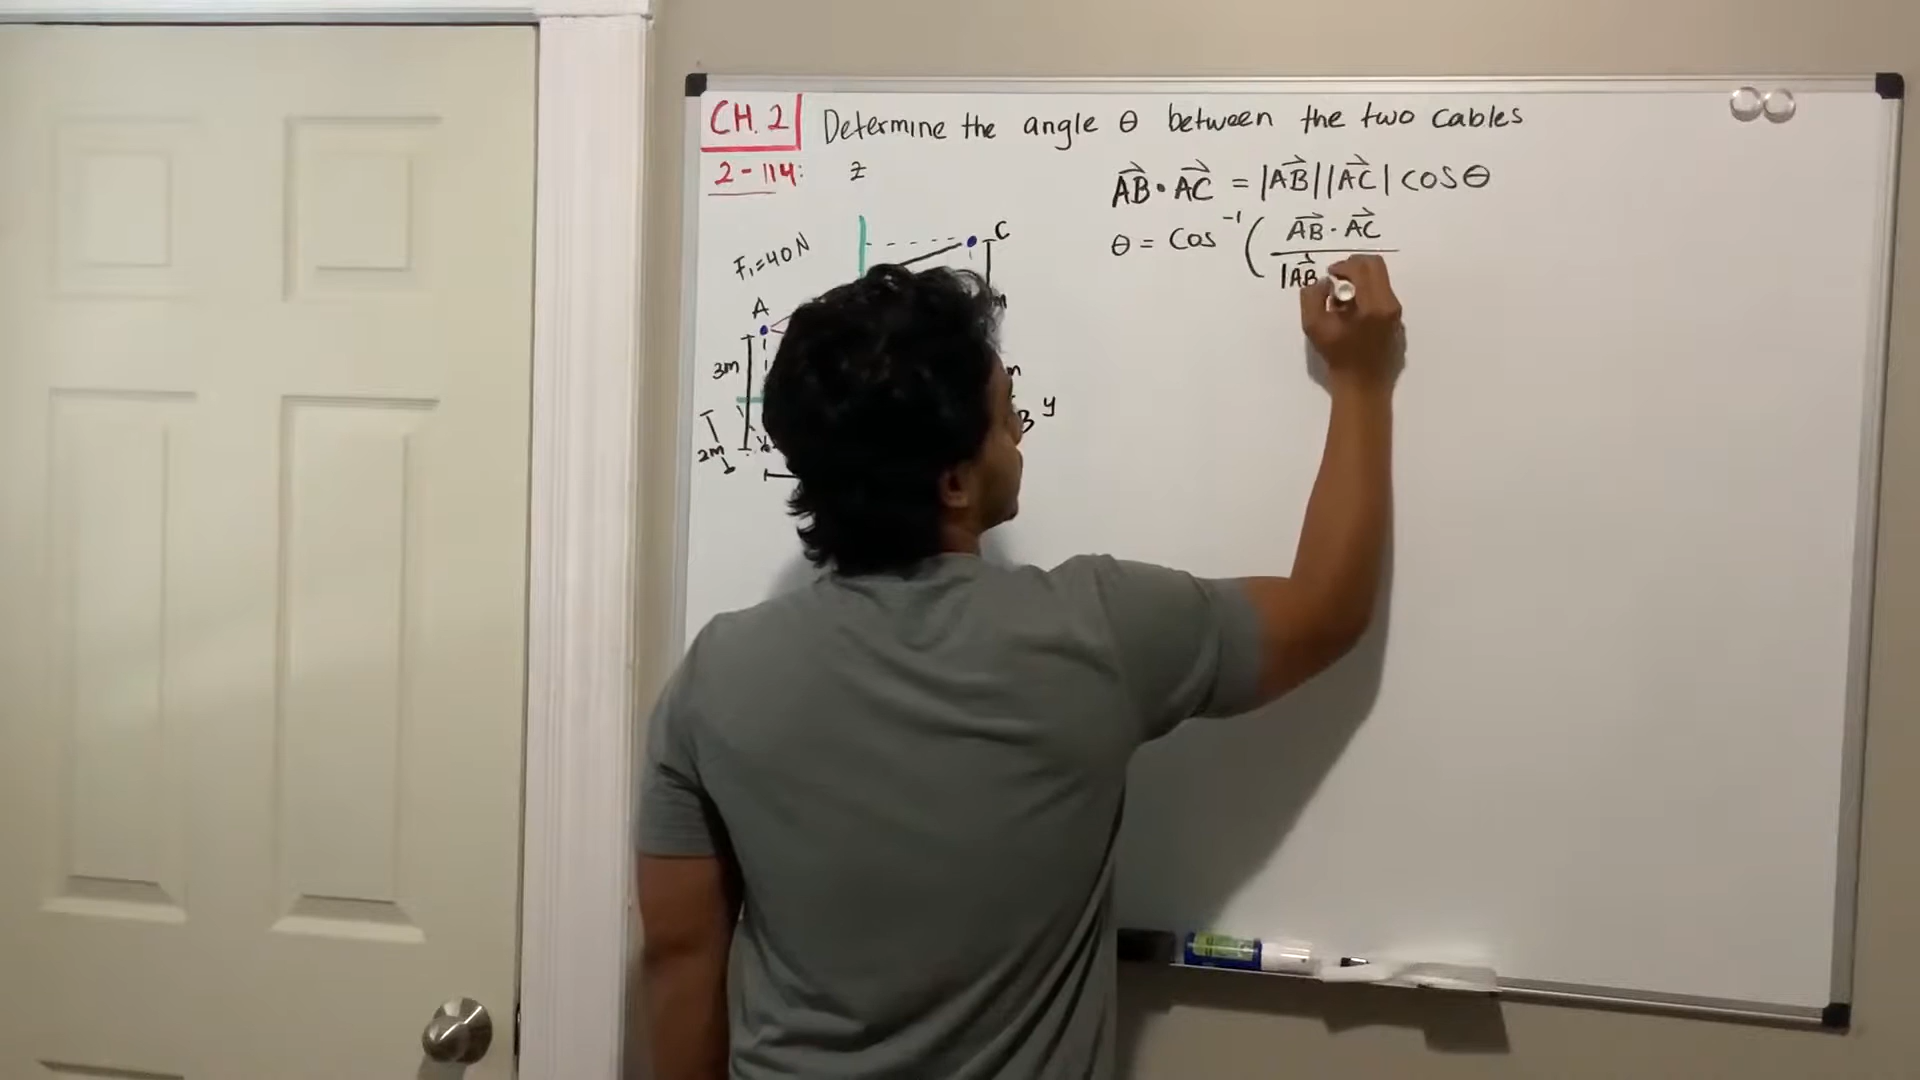 CH. 2 Determine the angle θ between the two cables
2-114: z
AB · AC = |AB||AC| cosθ
θ = Cos⁻¹ ( AB · AC
|AB
F₁=40N
C
A
3m
m
2m
B y